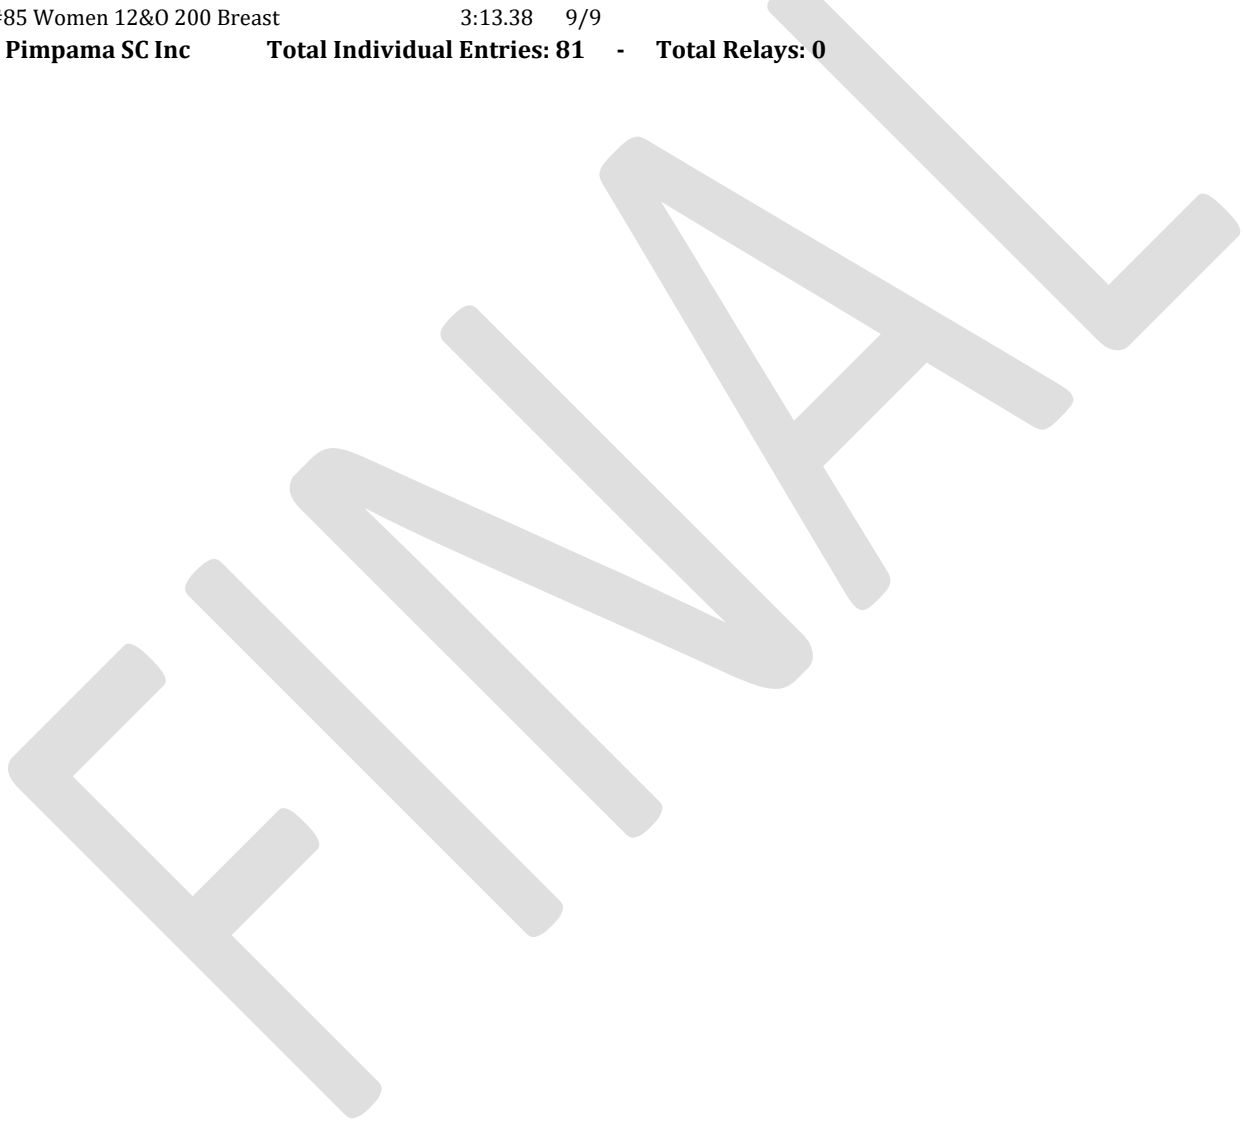 #85 Women 12&O 200 Breast 3:13.38 9/9
Pimpama SC Inc Total Individual Entries: 81 - Total Relays: 0
FINAL